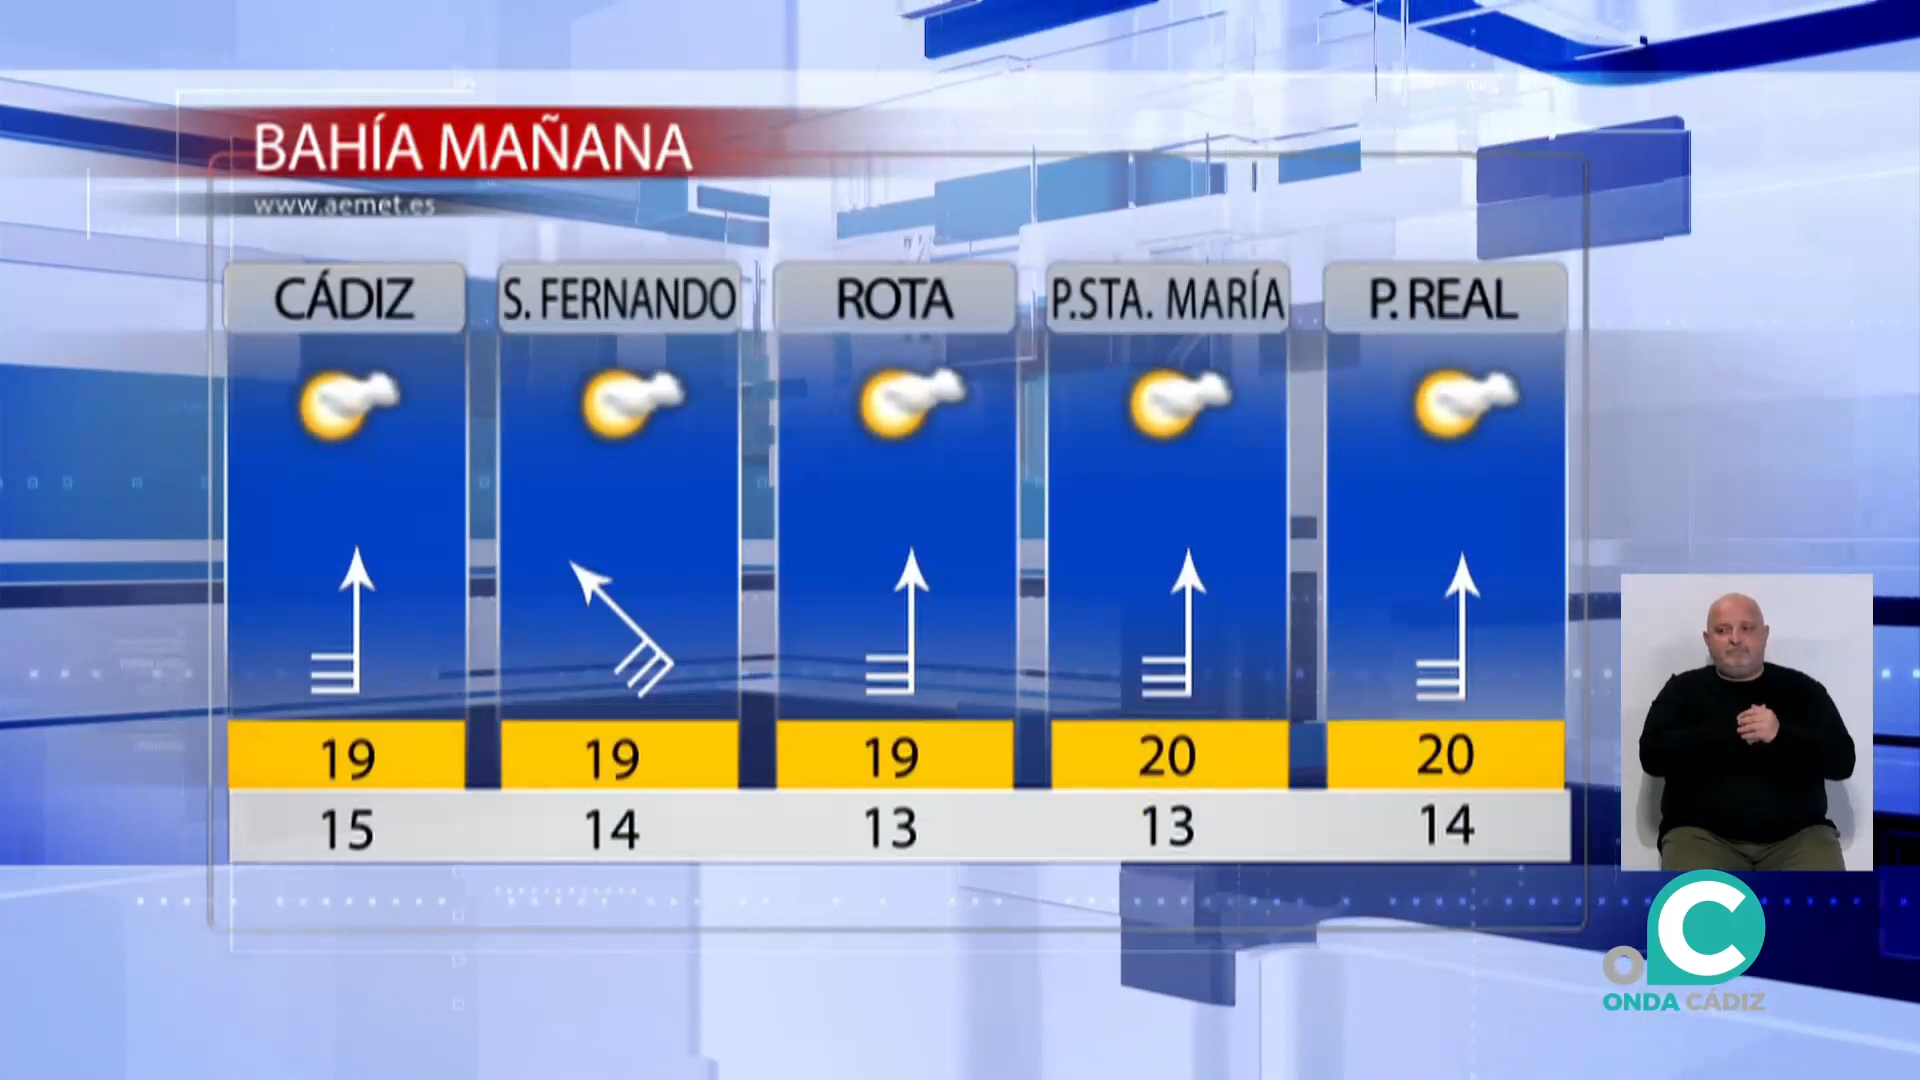 BAHÍA MAÑANA
www.aemet.es
CÁDIZ
S. FERNANDO
ROTA
P.STA. MARÍA
P. REAL
19
19
19
20
20
15
14
13
13
14
OC
ONDA CÁDIZ